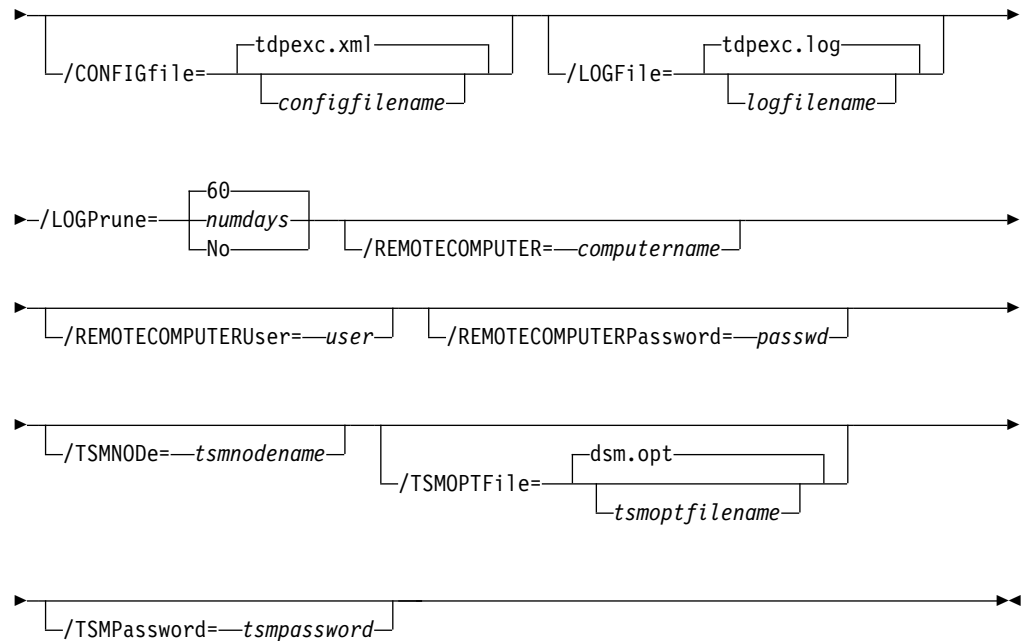 tdpexc.xml tdpexc.log
/CONFIGfile= /LOGFile=
configfilename logfilename
60
/LOGPrune= numdays
No /REMOTECOMPUTER= computername
/REMOTECOMPUTERUser= user /REMOTECOMPUTERPassword= passwd
/TSMNODe= tsmnodename dsm.opt
/TSMOPTFile=
tsmoptfilename
/TSMPassword= tsmpassword